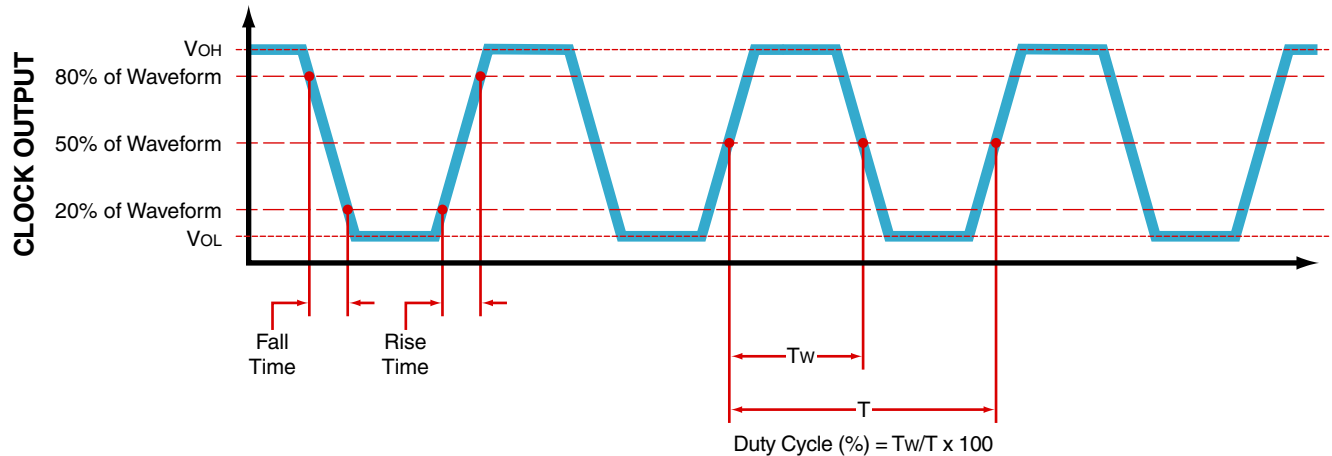 CLOCK OUTPUT
VOH
80% of Waveform
50% of Waveform
20% of Waveform
VOL
Fall
Time
Rise
Time
TW
T
Duty Cycle (%) = TW/T x 100